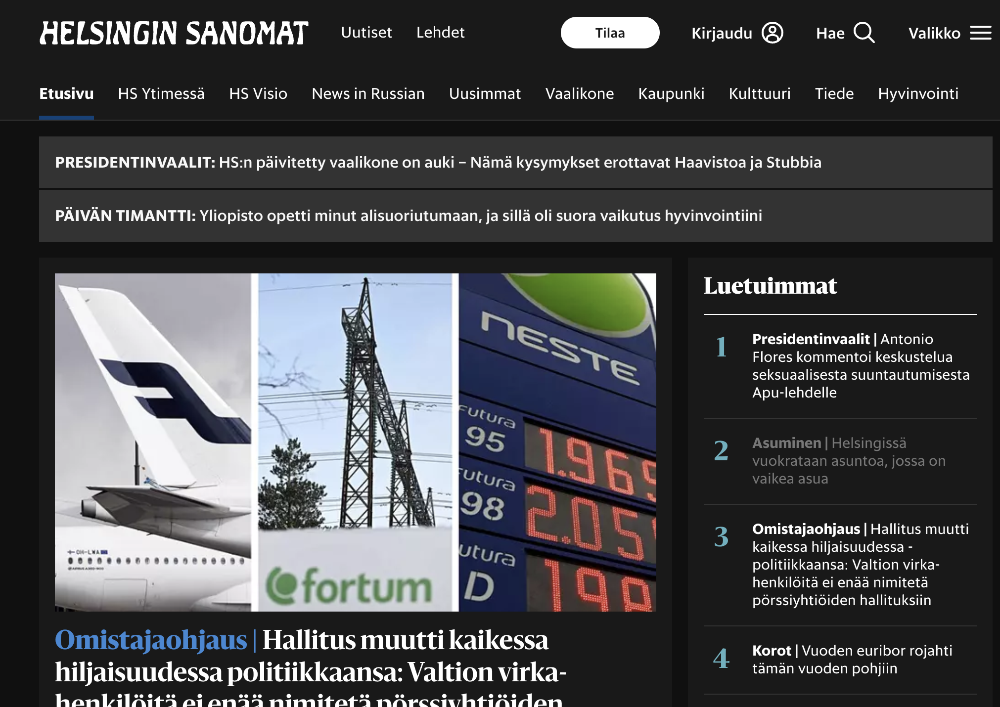 HELSINGIN SANOMAT
Uutiset
Lehdet
Tilaa
Kirjaudu
Hae
Valikko
Etusivu
HS Ytimessä
HS Visio
News in Russian
Uusimmat
Vaalikone
Kaupunki
Kulttuuri
Tiede
Hyvinvointi
PRESIDENTINVAALIT: HS:n päivitetty vaalikone on auki – Nämä kysymykset erottavat Haavistoa ja Stubbia
PÄIVÄN TIMANTTI: Yliopisto opetti minut alisuoriutumaan, ja sillä oli suora vaikutus hyvinvointiini
OH-LWA
fortum
NESTE
Futura
95
1.969
Futura
98
2.05
Futura
D
1.98
Omistajaohjaus | Hallitus muutti kaikessa
hiljaisuudessa politiikkaansa: Valtion virka-
henkilöitä ei enää nimitetä pörssiyhtiöiden
Luetuimmat
1
Presidentinvaalit | Antonio
Flores kommentoi keskustelua
seksuaalisesta suuntautumisesta
Apu-lehdelle
2
Asuminen | Helsingissä
vuokrataan asuntoa, jossa on
vaikea asua
3
Omistajaohjaus | Hallitus muutti
kaikessa hiljaisuudessa -
politiikkaansa: Valtion virka-
henkilöitä ei enää nimitetä
pörssiyhtiöiden hallituksiin
4
Korot | Vuoden euribor rojahti
tämän vuoden pohjiin